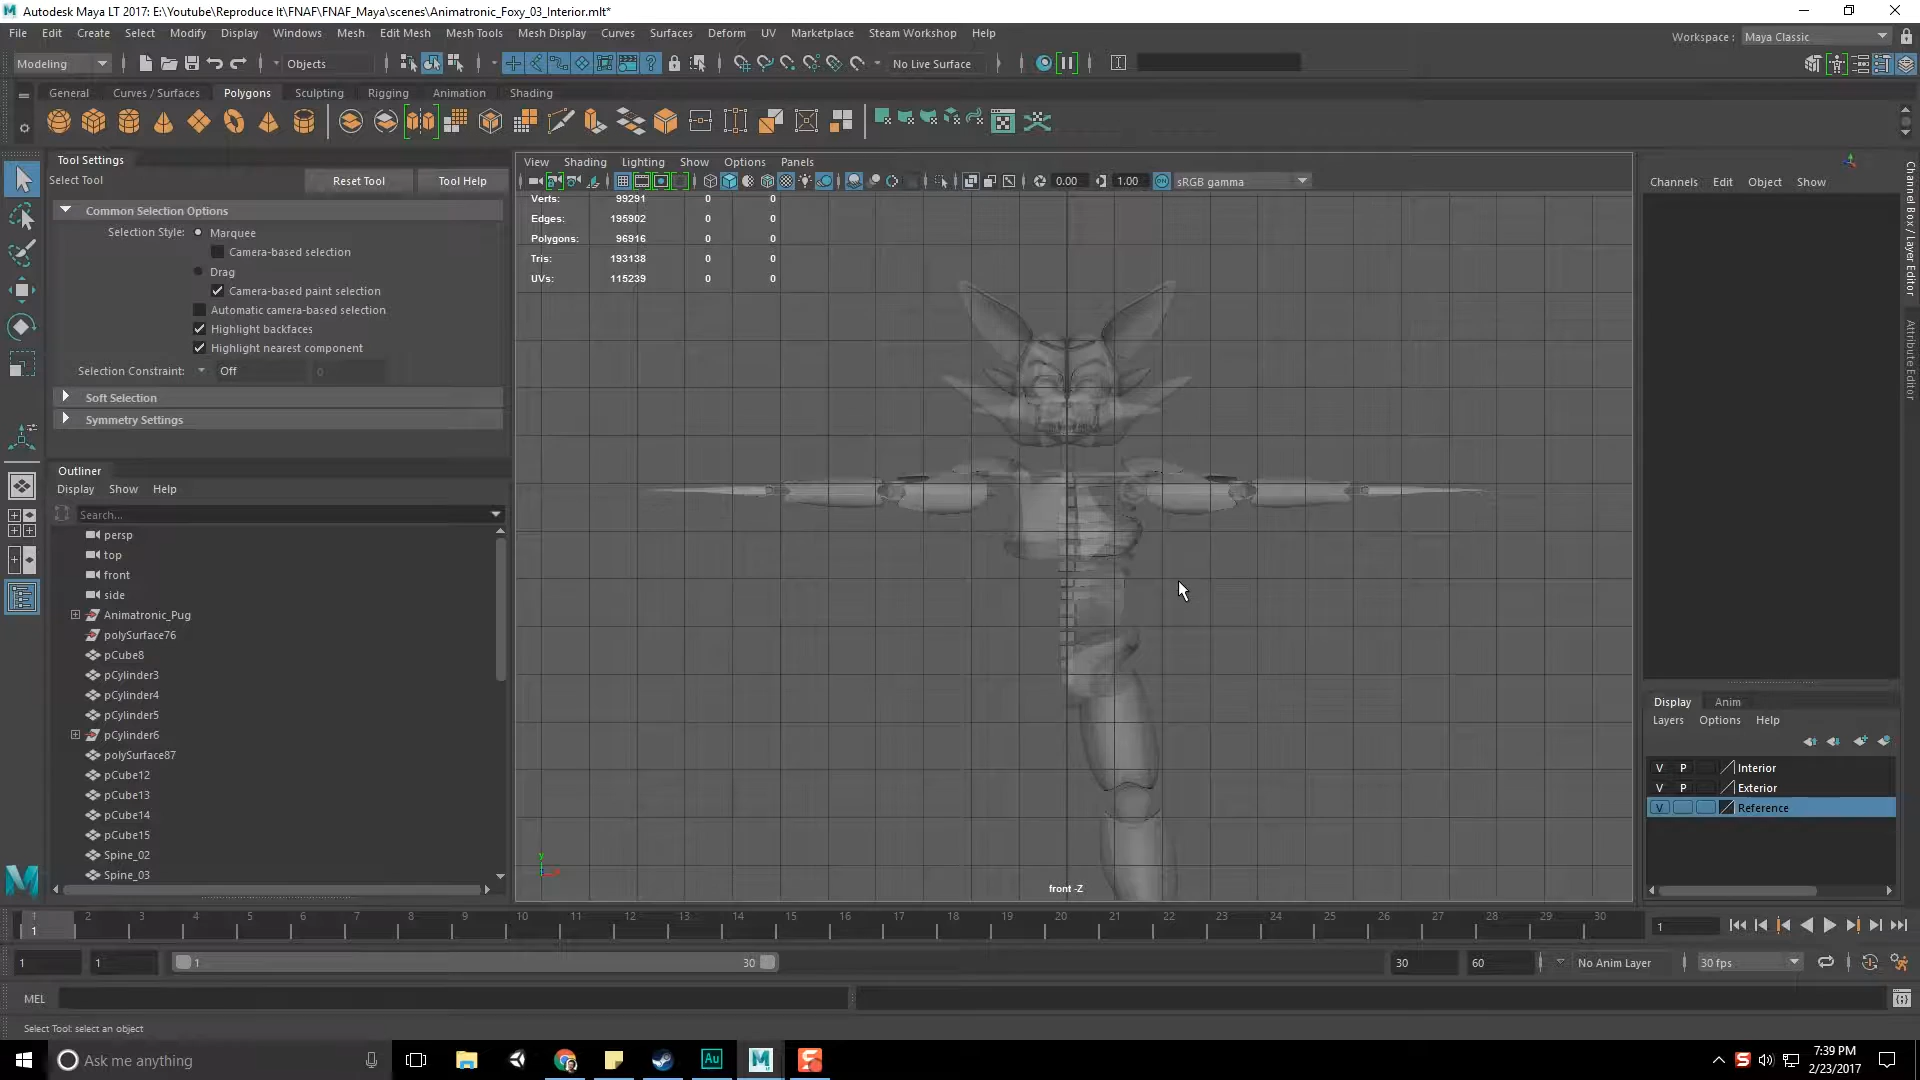 Autodesk Maya LT 2017: E:\Youtube\Reproduce It\FNAF\FNAF_Maya\scenes\Animatronic_Foxy_03_Interior.mlt*
File Edit Create Select Modify Display Windows Mesh Edit Mesh Mesh Tools Mesh Display Curves Surfaces Deform UV Marketplace Steam Workshop Help
Workspace : Maya Classic
Modeling Objects No Live Surface
General Curves / Surfaces Polygons Sculpting Rigging Animation Shading
Tool Settings
Select Tool Reset Tool Tool Help
Common Selection Options
Selection Style: Marquee
Camera-based selection
Drag
Camera-based paint selection
Automatic camera-based selection
Highlight backfaces
Highlight nearest component
Selection Constraint: Off 0
Soft Selection
Symmetry Settings
Outliner
Display Show Help
Search...
persp
top
front
side
Animatronic_Pug
polySurface76
pCube8
pCylinder3
pCylinder4
pCylinder5
pCylinder6
polySurface87
pCube12
pCube13
pCube14
pCube15
Spine_02
Spine_03
View Shading Lighting Show Options Panels
0.00 1.00 ON sRGB gamma
Verts: 99291 0 0
Edges: 195902 0 0
Polygons: 96916 0 0
Tris: 193138 0 0
UVs: 115239 0 0
y
front -Z
Channels Edit Object Show
Channel Box / Layer Editor
Attribute Editor
Display Anim
Layers Options Help
V P Interior
V P Exterior
V Reference
1 2 3 4 5 6 7 8 9 10 11 12 13 14 15 16 17 18 19 20 21 22 23 24 25 26 27 28 29 30
1 1
1 1 1 30 30 60 No Anim Layer 30 fps
MEL
Select Tool: select an object
Ask me anything
Au
M
7:39 PM
2/23/2017